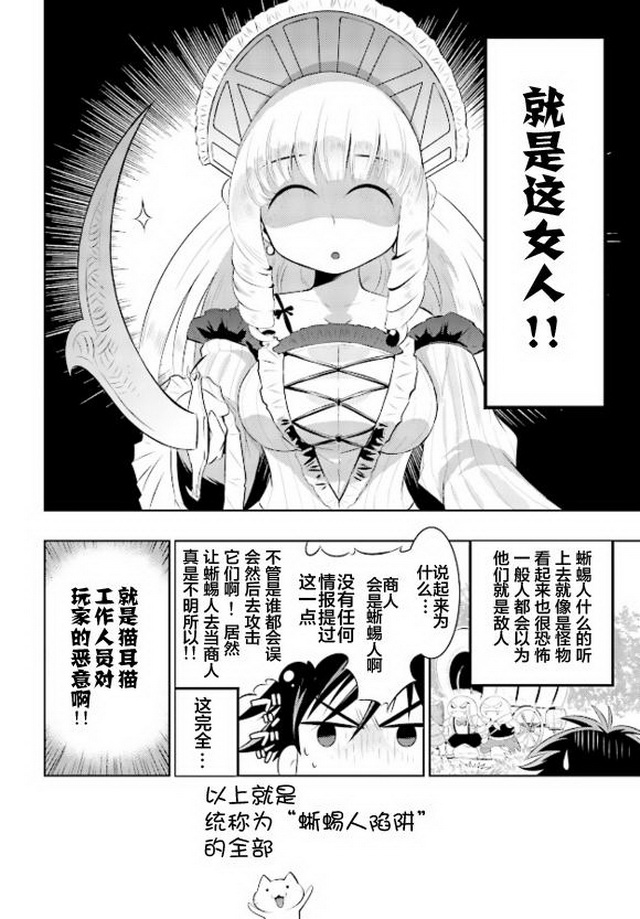 就是这女人!!
蜥蜴人什么的听
上去就像是怪物
看起来也很恐怖
一般人都会以为
他们就是敌人
说起来为
什么…
商人
会是蜥蜴人啊
没有任何
情报提过
这一点
不管是谁都会误
会然后去攻击
它们啊！居然
让蜥蜴人去当商人
真是不明所以!!
这完全…
就是猫耳猫
工作人员对
玩家的恶意啊!!
以上就是
统称为“蜥蜴人陷阱”
的全部